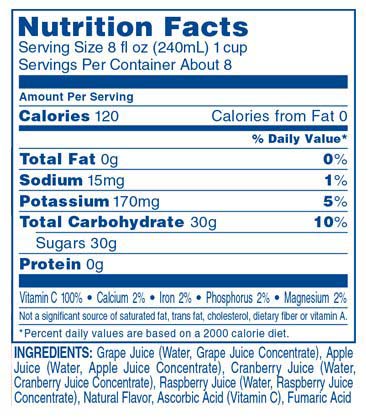 Nutrition Facts
Serving Size 8 fl oz (240mL) 1 cup
Servings Per Container About 8
Amount Per Serving
Calories 120 Calories from Fat 0
% Daily Value*
Total Fat 0g 0%
Sodium 15mg 1%
Potassium 170mg 5%
Total Carbohydrate 30g 10%
Sugars 30g
Protein 0g
Vitamin C 100% • Calcium 2% • Iron 2% • Phosphorus 2% • Magnesium 2%
Not a significant source of saturated fat, trans fat, cholesterol, dietary fiber or vitamin A.
*Percent daily values are based on a 2000 calorie diet.
INGREDIENTS: Grape Juice (Water, Grape Juice Concentrate), Apple
Juice (Water, Apple Juice Concentrate), Cranberry Juice (Water,
Cranberry Juice Concentrate), Raspberry Juice (Water, Raspberry Juice
Concentrate), Natural Flavor, Ascorbic Acid (Vitamin C), Fumaric Acid